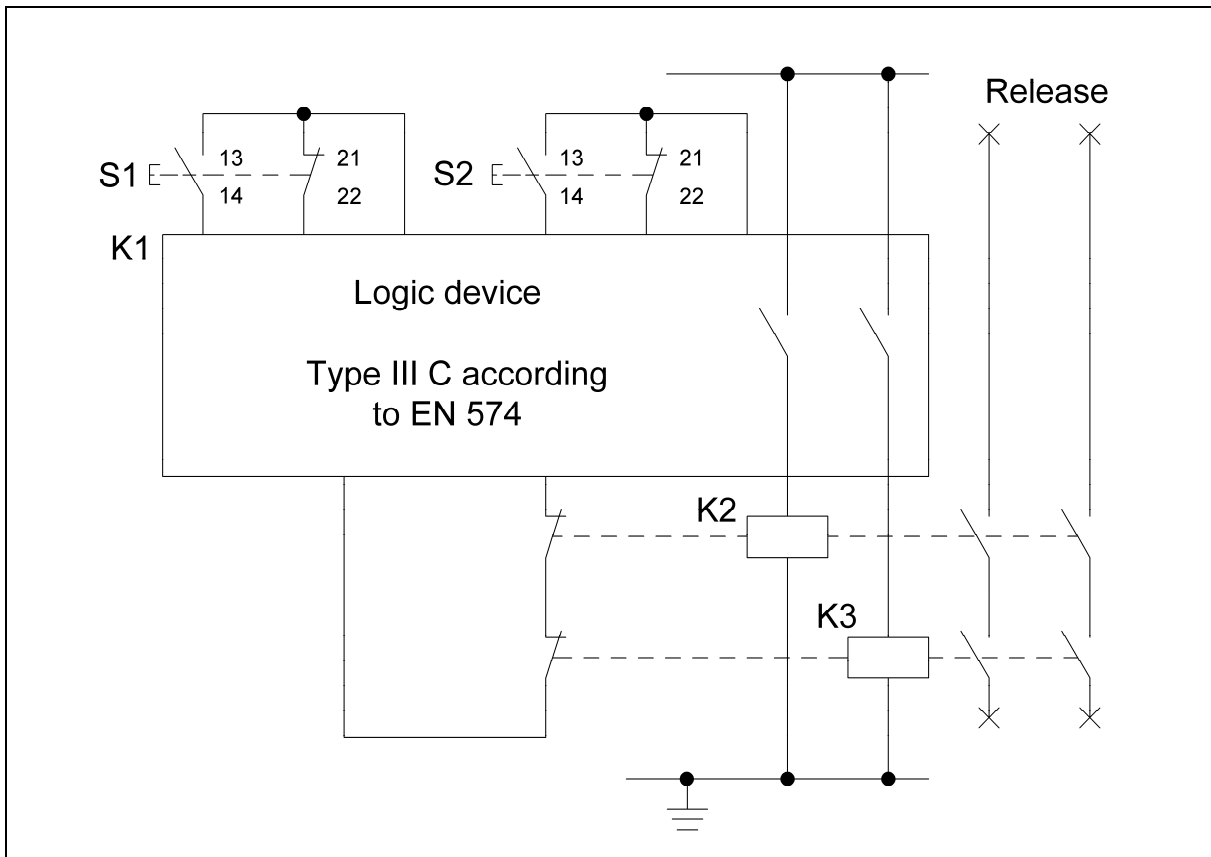 Release
13
21
13
21
S1
S2
14
22
14
22
K1
Logic device
Type III C according
to EN 574
K2
K3